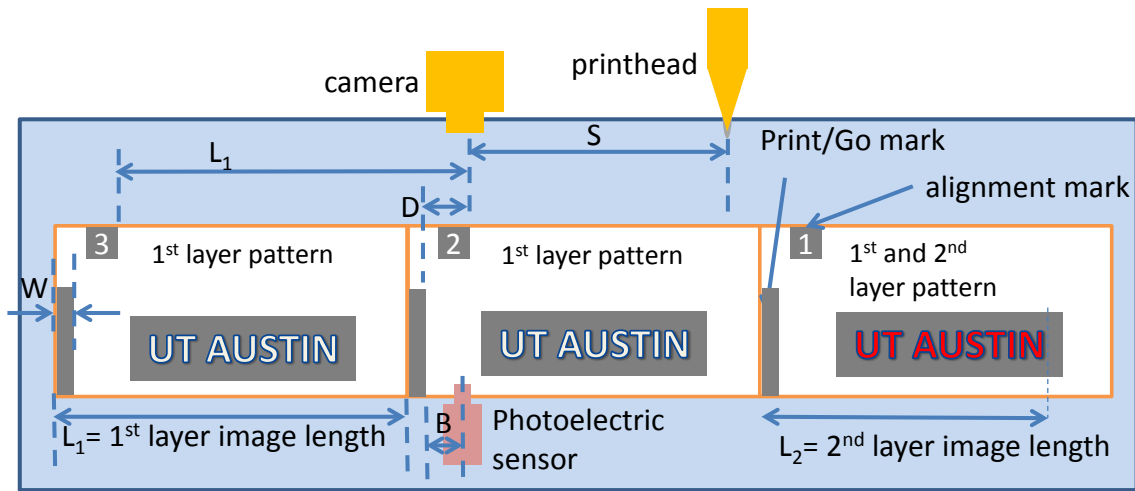 printhead
camera
S
Print/Go mark
L₁
alignment mark
D
3
1ˢᵗ layer pattern
2
1ˢᵗ layer pattern
1
1ˢᵗ and 2ⁿᵈ
layer pattern
W
UT AUSTIN
UT AUSTIN
UT AUSTIN
L₁= 1ˢᵗ layer image length
B
Photoelectric
sensor
L₂= 2ⁿᵈ layer image length